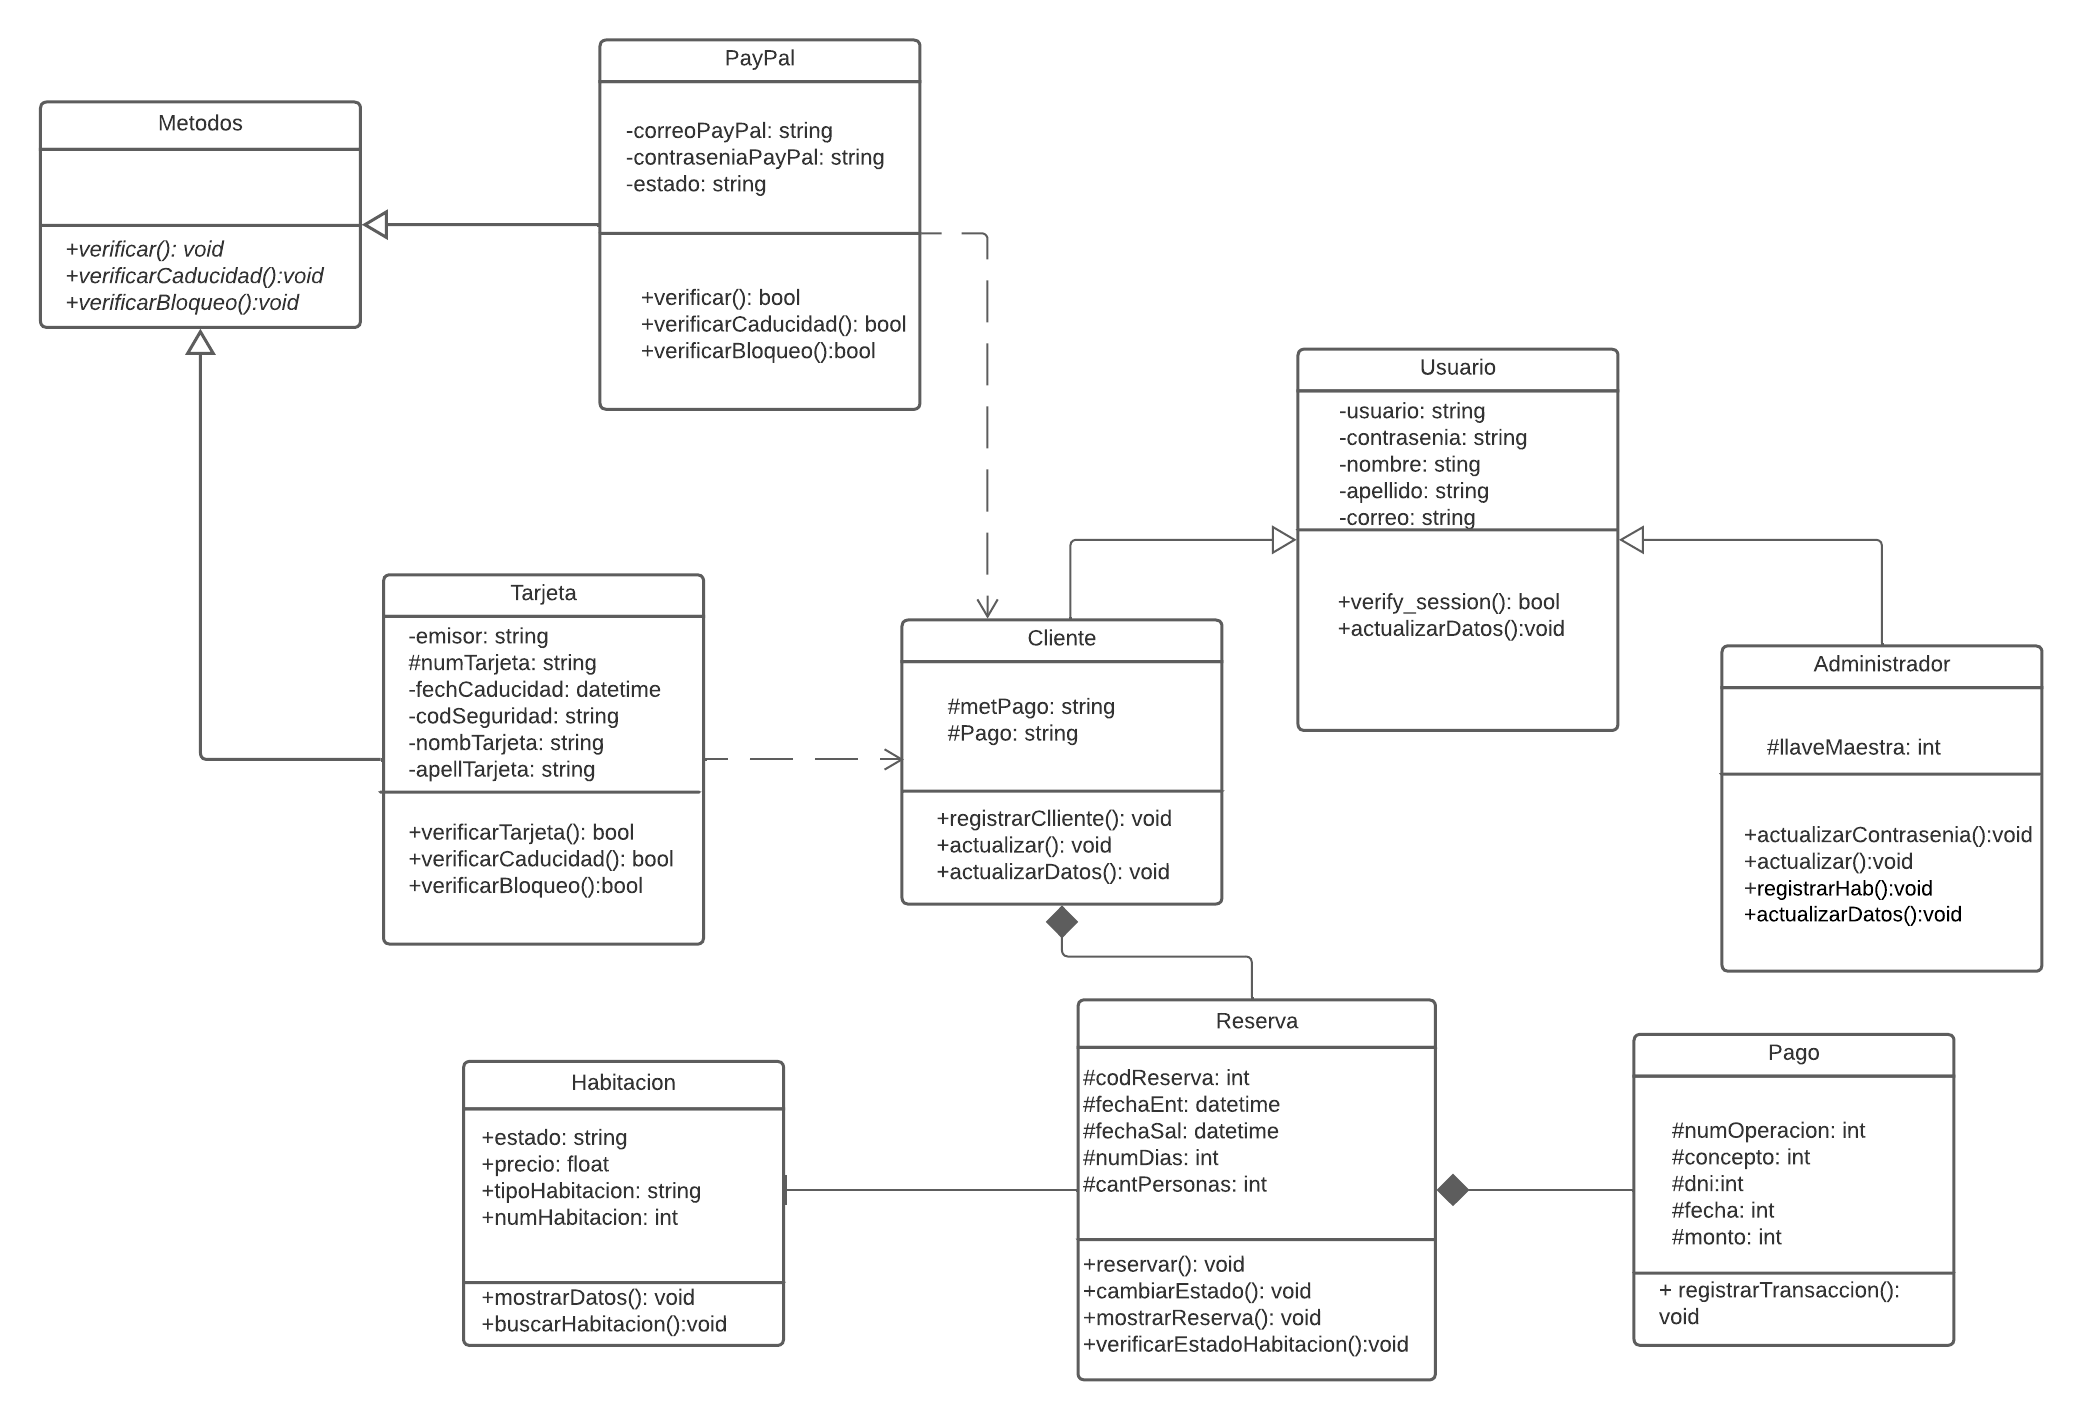 PayPal
-correoPayPal: string
-contraseniaPayPal: string
-estado: string
+verificar(): bool
+verificarCaducidad(): bool
+verificarBloqueo():bool
Metodos
+verificar(): void
+verificarCaducidad():void
+verificarBloqueo():void
Usuario
-usuario: string
-contrasenia: string
-nombre: sting
-apellido: string
-correo: string
+verify_session(): bool
+actualizarDatos():void
Tarjeta
-emisor: string
#numTarjeta: string
-fechCaducidad: datetime
-codSeguridad: string
-nombTarjeta: string
-apellTarjeta: string
+verificarTarjeta(): bool
+verificarCaducidad(): bool
+verificarBloqueo():bool
Cliente
#metPago: string
#Pago: string
+registrarClliente(): void
+actualizar(): void
+actualizarDatos(): void
Administrador
#llaveMaestra: int
+actualizarContrasenia():void
+actualizar():void
+registrarHab():void
+actualizarDatos():void
Habitacion
+estado: string
+precio: float
+tipoHabitacion: string
+numHabitacion: int
+mostrarDatos(): void
+buscarHabitacion():void
Reserva
#codReserva: int
#fechaEnt: datetime
#fechaSal: datetime
#numDias: int
#cantPersonas: int
+reservar(): void
+cambiarEstado(): void
+mostrarReserva(): void
+verificarEstadoHabitacion():void
Pago
#numOperacion: int
#concepto: int
#dni:int
#fecha: int
#monto: int
+ registrarTransaccion():
void